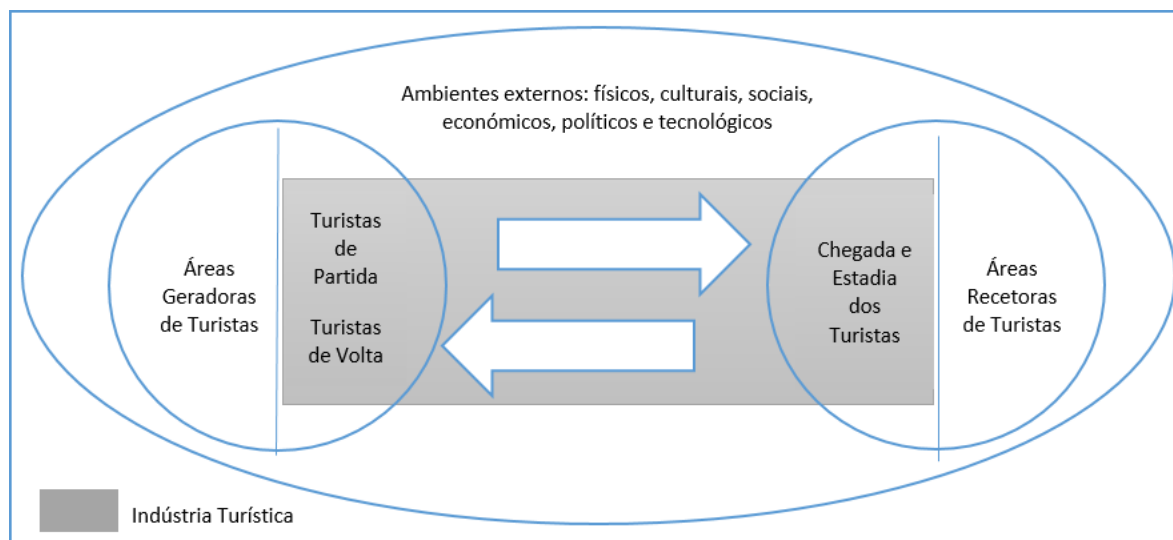 Ambientes externos: físicos, culturais, sociais,
económicos, políticos e tecnológicos
Áreas
Geradoras
de Turistas
Turistas
de
Partida
Turistas
de Volta
Chegada e
Estadia
dos
Turistas
Áreas
Recetoras
de Turistas
Indústria Turística